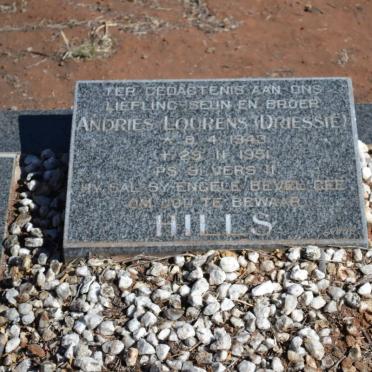 TER GEDAGTENIS AAN ONS
LIEFLING-SEUN EN BROER
ANDRIES LOURENS (DRIESSIE)
* 8. 4. 1943
† 29. 11. 1951
PS 91 VERS 11
HY SAL SY ENGELE BEVEL GEE
OM JOU TE BEWAAR
HILLS